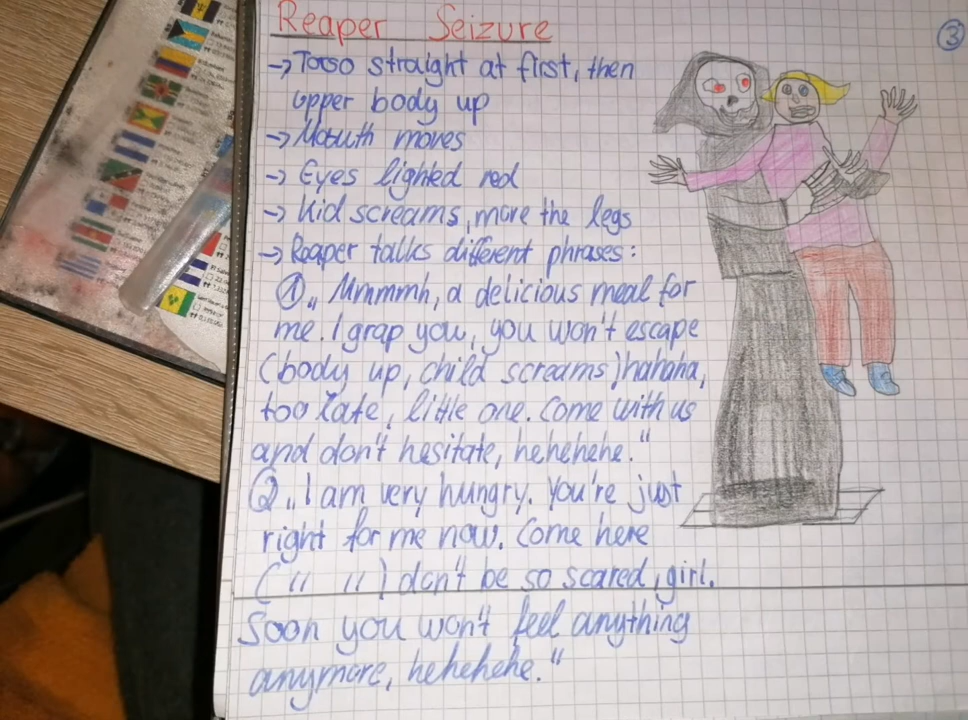 Reaper Seizure
③
-> Torso straight at first, then
upper body up
-> Mouth moves
-> Eyes lighted red
-> Kid screams, move the legs
-> Reaper talks different phrases:
① „Mmmmh, a delicious meal for
me. I grap you, you won't escape
(body up, child screams) hahaha,
too late, little one. Come with us
and don't hesitate, hehehehe."
② „I am very hungry. You're just
right for me now. Come here
( " " ) don't be so scared, girl.
Soon you won't feel anything
anymore, hehehehe."